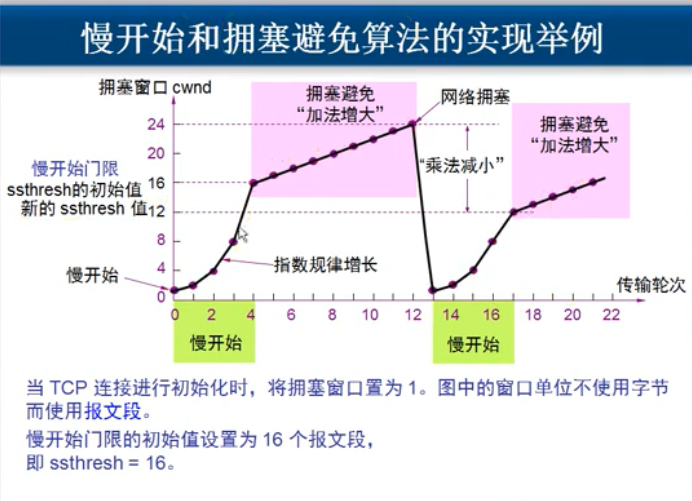 慢开始和拥塞避免算法的实现举例
拥塞窗口 cwnd
拥塞避免
“加法增大”
网络拥塞
24
拥塞避免
“加法增大”
20
“乘法减小”
慢开始门限
ssthresh的初始值
16
新的 ssthresh 值
12
8
指数规律增长
慢开始
4
0
传输轮次
0 2 4 6 8 10 12 14 16 18 20 22
慢开始
慢开始
当 TCP 连接进行初始化时，将拥塞窗口置为 1。图中的窗口单位不使用字节
而使用报文段。
慢开始门限的初始值设置为 16 个报文段，
即 ssthresh = 16。